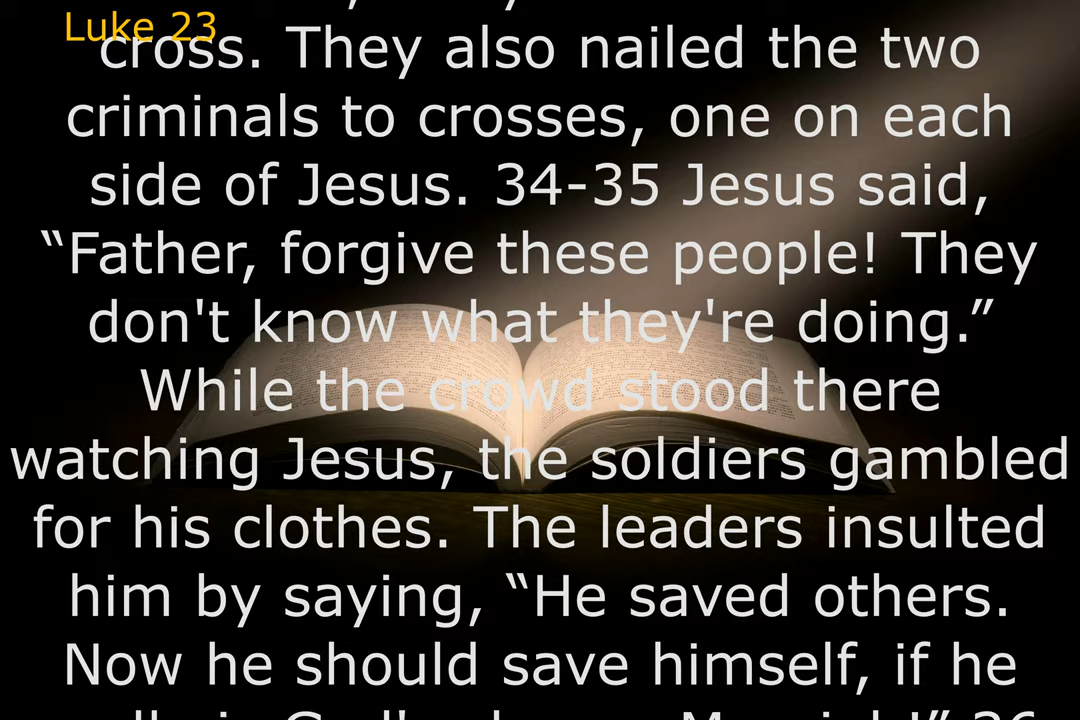 Luke 23
cross. They also nailed the two
criminals to crosses, one on each
side of Jesus. 34-35 Jesus said,
“Father, forgive these people! They
don't know what they're doing.”
While the crowd stood there
watching Jesus, the soldiers gambled
for his clothes. The leaders insulted
him by saying, “He saved others.
Now he should save himself, if he